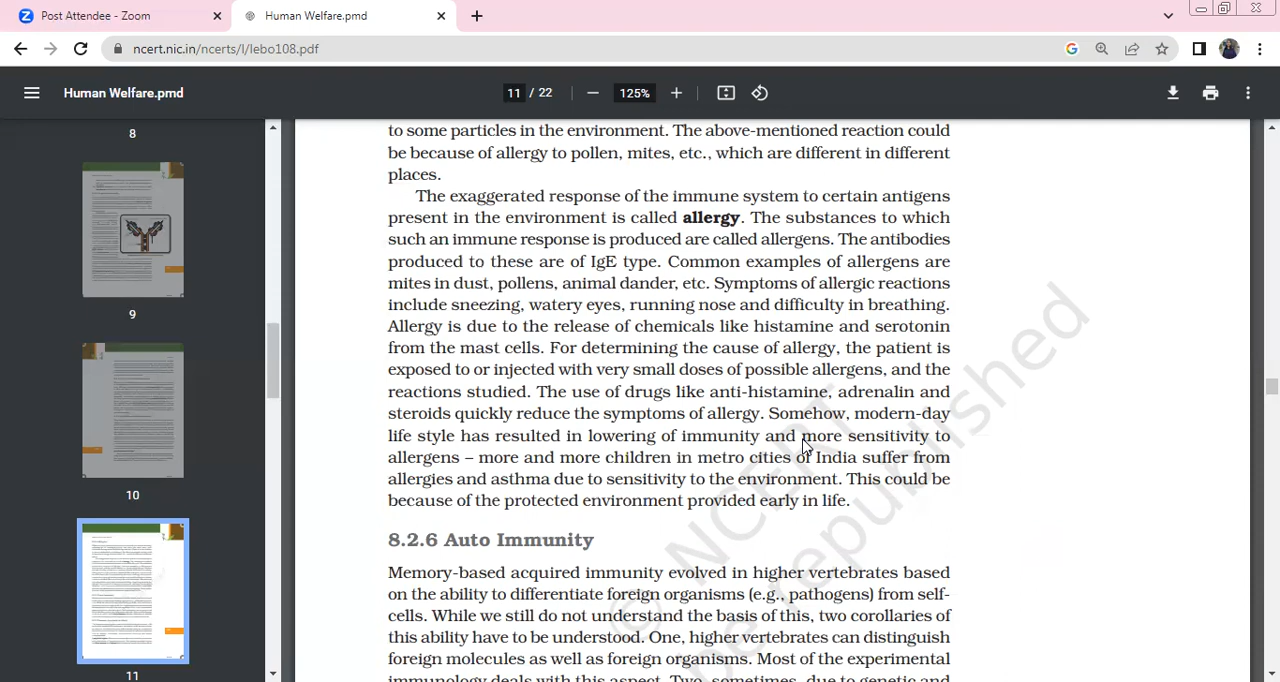 Post Attendee - Zoom
Human Welfare.pmd
ncert.nic.in/ncerts/l/lebo108.pdf
Human Welfare.pmd
11 / 22
125%
8
9
10
11
to some particles in the environment. The above-mentioned reaction could
be because of allergy to pollen, mites, etc., which are different in different
places.
The exaggerated response of the immune system to certain antigens
present in the environment is called allergy. The substances to which
such an immune response is produced are called allergens. The antibodies
produced to these are of IgE type. Common examples of allergens are
mites in dust, pollens, animal dander, etc. Symptoms of allergic reactions
include sneezing, watery eyes, running nose and difficulty in breathing.
Allergy is due to the release of chemicals like histamine and serotonin
from the mast cells. For determining the cause of allergy, the patient is
exposed to or injected with very small doses of possible allergens, and the
reactions studied. The use of drugs like anti-histamine, adrenalin and
steroids quickly reduce the symptoms of allergy. Somehow, modern-day
life style has resulted in lowering of immunity and more sensitivity to
allergens – more and more children in metro cities of India suffer from
allergies and asthma due to sensitivity to the environment. This could be
because of the protected environment provided early in life.
8.2.6 Auto Immunity
Memory-based acquired immunity evolved in higher vertebrates based
on the ability to differentiate foreign organisms (e.g., pathogens) from self-
cells. While we still do not understand the basis of this, two corollaries of
this ability have to be understood. One, higher vertebrates can distinguish
foreign molecules as well as foreign organisms. Most of the experimental
immunology deals with this aspect. Two, sometimes, due to genetic and
© NCERT
be republished